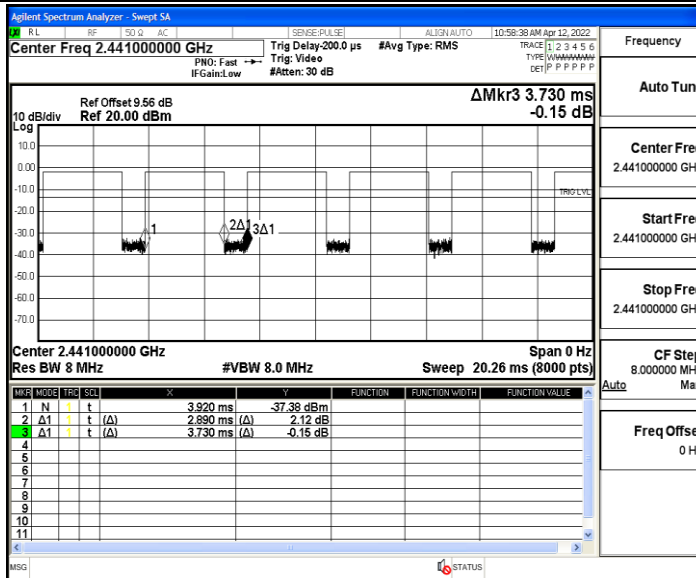 Agilent Spectrum Analyzer - Swept SA
RL RF 50 Ω AC SENSE:PULSE ALIGN AUTO 10:58:38 AM Apr 12, 2022
Center Freq 2.441000000 GHz
PNO: Fast
IFGain:Low
Trig Delay-200.0 µs
Trig: Video
#Atten: 30 dB
#Avg Type: RMS
TRACE 1 2 3 4 5 6
TYPE
DET P P P P P P
ΔMkr3 3.730 ms
-0.15 dB
Ref Offset 9.56 dB
10 dB/div Ref 20.00 dBm
Log
10.0
0.00
-10.0
-20.0
-30.0
-40.0
-50.0
-60.0
-70.0
TRIG LVL
1
2Δ1
3Δ1
Center 2.441000000 GHz Span 0 Hz
Res BW 8 MHz #VBW 8.0 MHz Sweep 20.26 ms (8000 pts)
MKR MODE TRC SCL X Y FUNCTION FUNCTION WIDTH FUNCTION VALUE
1 N 1 t 3.920 ms -37.38 dBm
2 Δ1 1 t (Δ) 2.890 ms (Δ) 2.12 dB
3 Δ1 1 t (Δ) 3.730 ms (Δ) -0.15 dB
4
5
6
7
8
9
10
11
MSG STATUS
Frequency
Auto Tun
Center Fre
2.441000000 GH
Start Fre
2.441000000 GH
Stop Fre
2.441000000 GH
CF Step
8.000000 MH
Auto Ma
Freq Offse
0 H